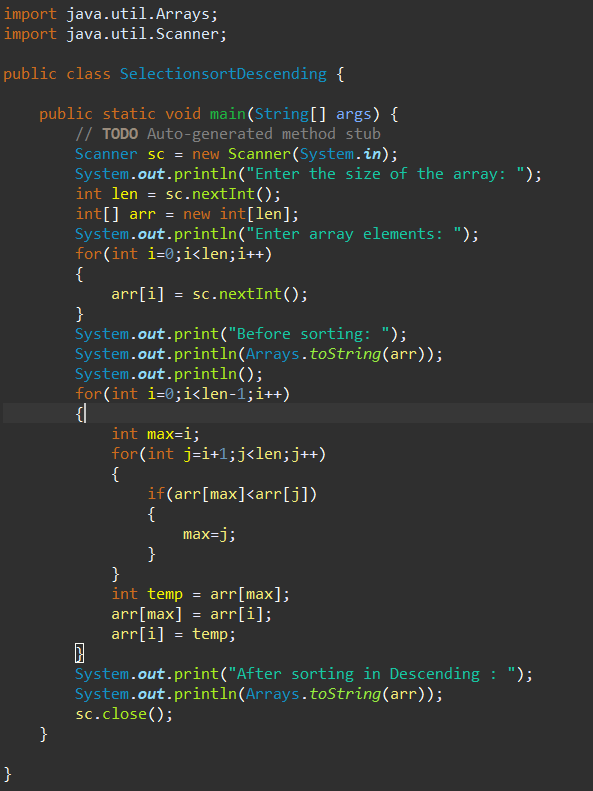 import java.util.Arrays;
import java.util.Scanner;

public class SelectionsortDescending {

    public static void main(String[] args) {
        // TODO Auto-generated method stub
        Scanner sc = new Scanner(System.in);
        System.out.println("Enter the size of the array: ");
        int len = sc.nextInt();
        int[] arr = new int[len];
        System.out.println("Enter array elements: ");
        for(int i=0;i<len;i++)
        {
            arr[i] = sc.nextInt();
        }
        System.out.print("Before sorting: ");
        System.out.println(Arrays.toString(arr));
        System.out.println();
        for(int i=0;i<len-1;i++)
        {
            int max=i;
            for(int j=i+1;j<len;j++)
            {
                if(arr[max]<arr[j])
                {
                    max=j;
                }
            }
            int temp = arr[max];
            arr[max] = arr[i];
            arr[i] = temp;
        }
        System.out.print("After sorting in Descending : ");
        System.out.println(Arrays.toString(arr));
        sc.close();
    }

}